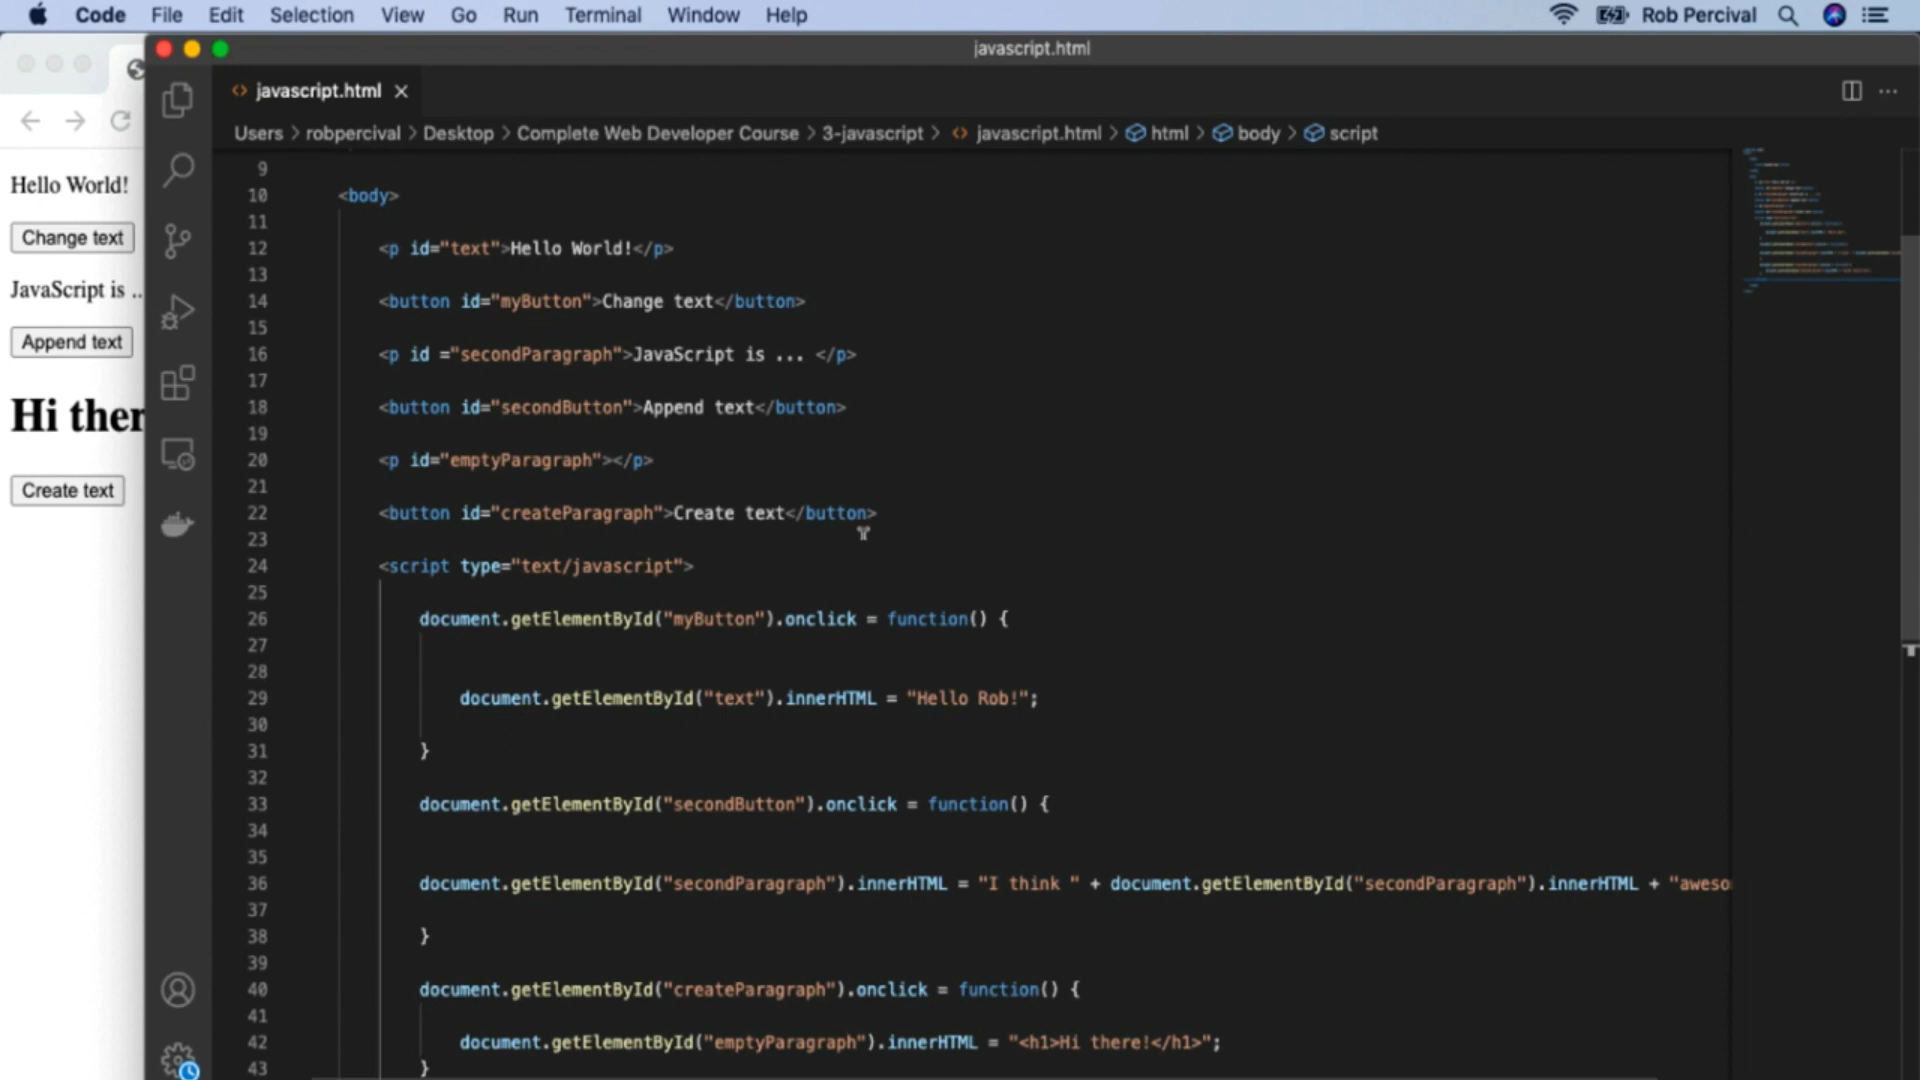 Code File Edit Selection View Go Run Terminal Window Help Rob Percival
javascript.html
javascript.html
Users > robpercival > Desktop > Complete Web Developer Course > 3-javascript > javascript.html > html > body > script
Hello World!
Change text
JavaScript is ..
Append text
Hi ther
Create text
9
10 <body>
11
12 <p id="text">Hello World!</p>
13
14 <button id="myButton">Change text</button>
15
16 <p id ="secondParagraph">JavaScript is ... </p>
17
18 <button id="secondButton">Append text</button>
19
20 <p id="emptyParagraph"></p>
21
22 <button id="createParagraph">Create text</button>
23
24 <script type="text/javascript">
25
26 document.getElementById("myButton").onclick = function() {
27
28
29 document.getElementById("text").innerHTML = "Hello Rob!";
30
31 }
32
33 document.getElementById("secondButton").onclick = function() {
34
35
36 document.getElementById("secondParagraph").innerHTML = "I think " + document.getElementById("secondParagraph").innerHTML + "aweso
37
38 }
39
40 document.getElementById("createParagraph").onclick = function() {
41
42 document.getElementById("emptyParagraph").innerHTML = "<h1>Hi there!</h1>";
43 }